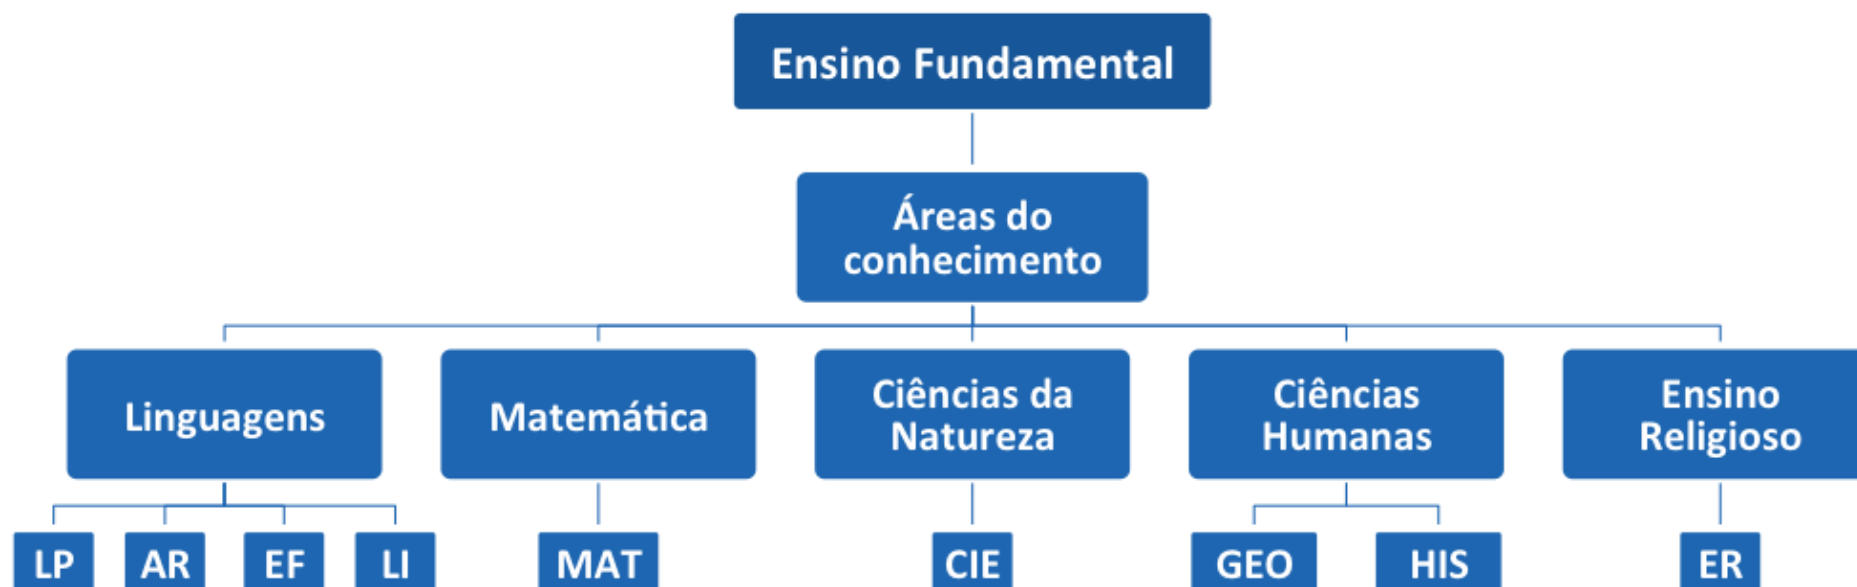 Ensino Fundamental
Áreas do
conhecimento
Linguagens
Matemática
Ciências da
Natureza
Ciências
Humanas
Ensino
Religioso
LP
AR
EF
LI
MAT
CIE
GEO
HIS
ER